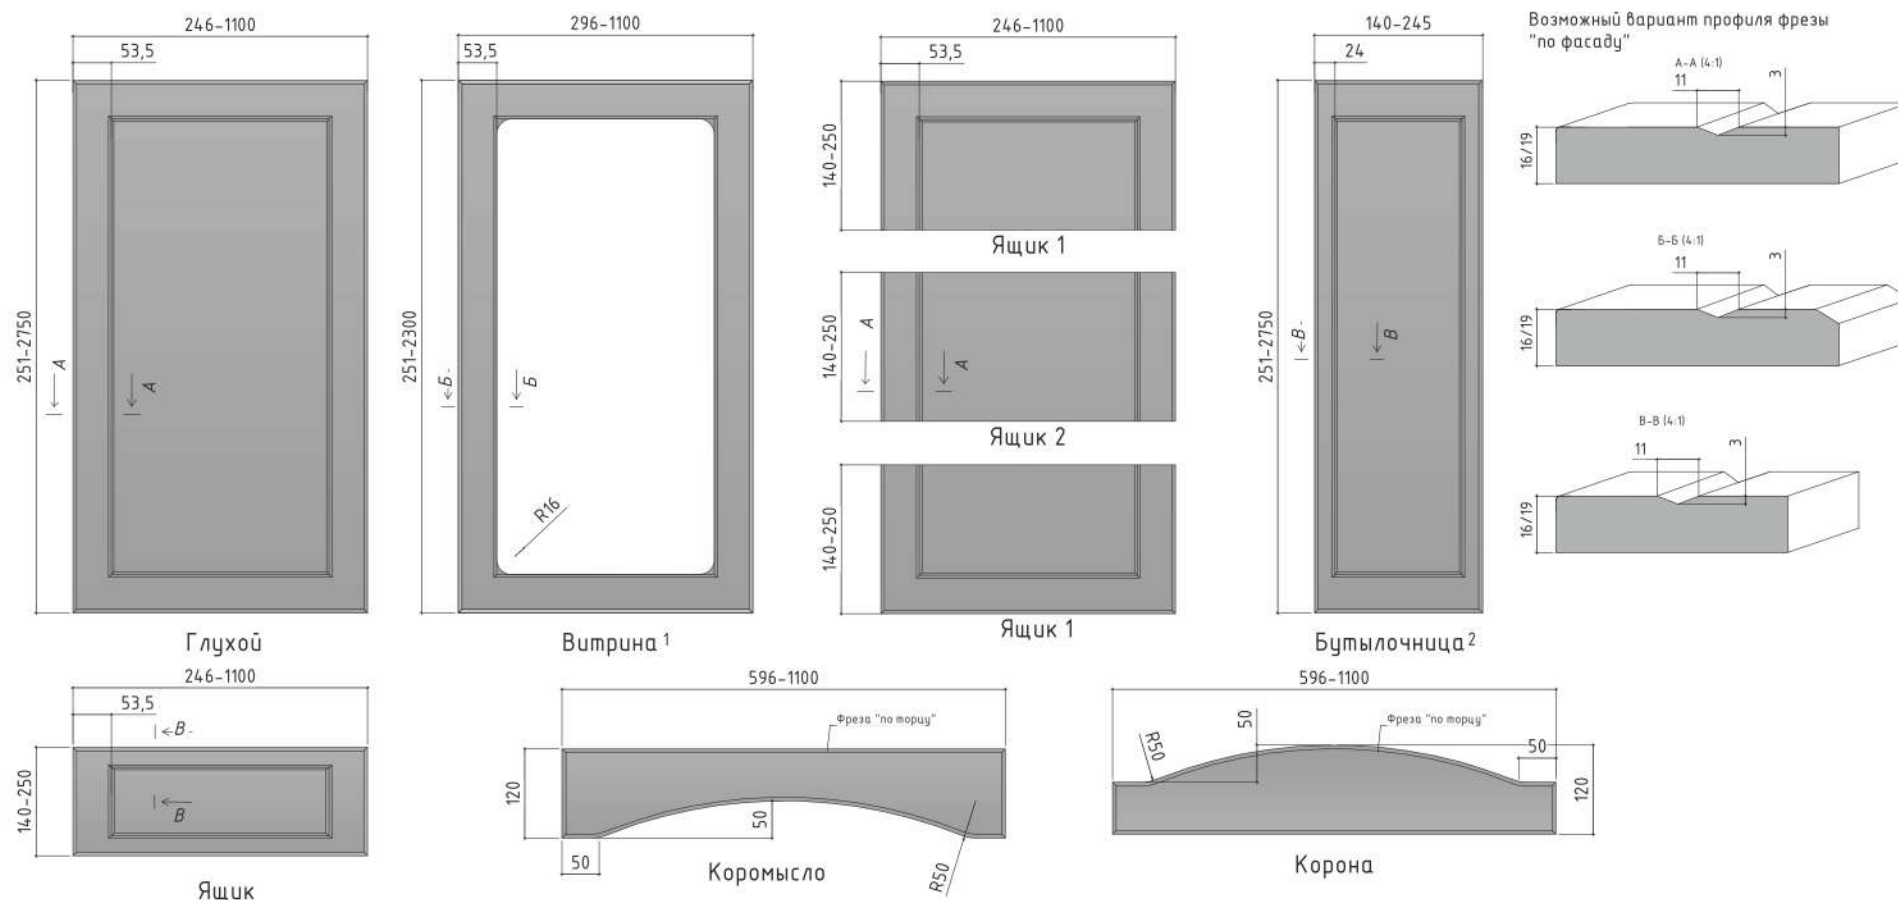 246-1100
53,5
251-2750
А
А
Глухой
296-1100
53,5
251-2300
Б
Б
R16
Витрина 1
246-1100
53,5
140-250
Ящик 1
140-250
А
А
Ящик 2
140-250
Ящик 1
140-245
24
251-2750
В
В
Бутылочница 2
Возможный вариант профиля фрезы
"по фасаду"
А-А (4:1)
11
3
16/19
Б-Б (4:1)
11
3
16/19
В-В (4:1)
11
3
16/19
246-1100
53,5
В
В
140-250
Ящик
596-1100
Фреза "по торцу"
120
50
50
R50
Коромысло
596-1100
50
Фреза "по торцу"
R50
50
120
Корона